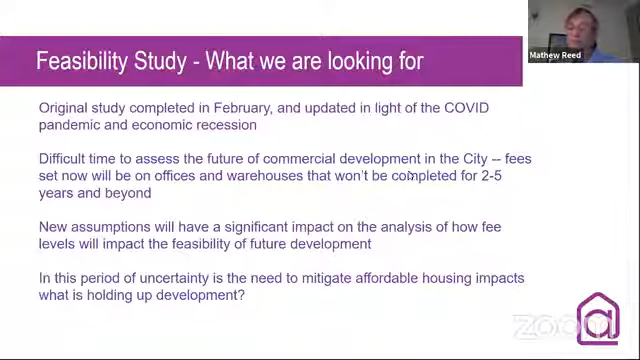 Feasibility Study - What we are looking for
Mathew Reed
Original study completed in February, and updated in light of the COVID
pandemic and economic recession
Difficult time to assess the future of commercial development in the City -- fees
set now will be on offices and warehouses that won't be completed for 2-5
years and beyond
New assumptions will have a significant impact on the analysis of how fee
levels will impact the feasibility of future development
In this period of uncertainty is the need to mitigate affordable housing impacts
what is holding up development?
zoom
a